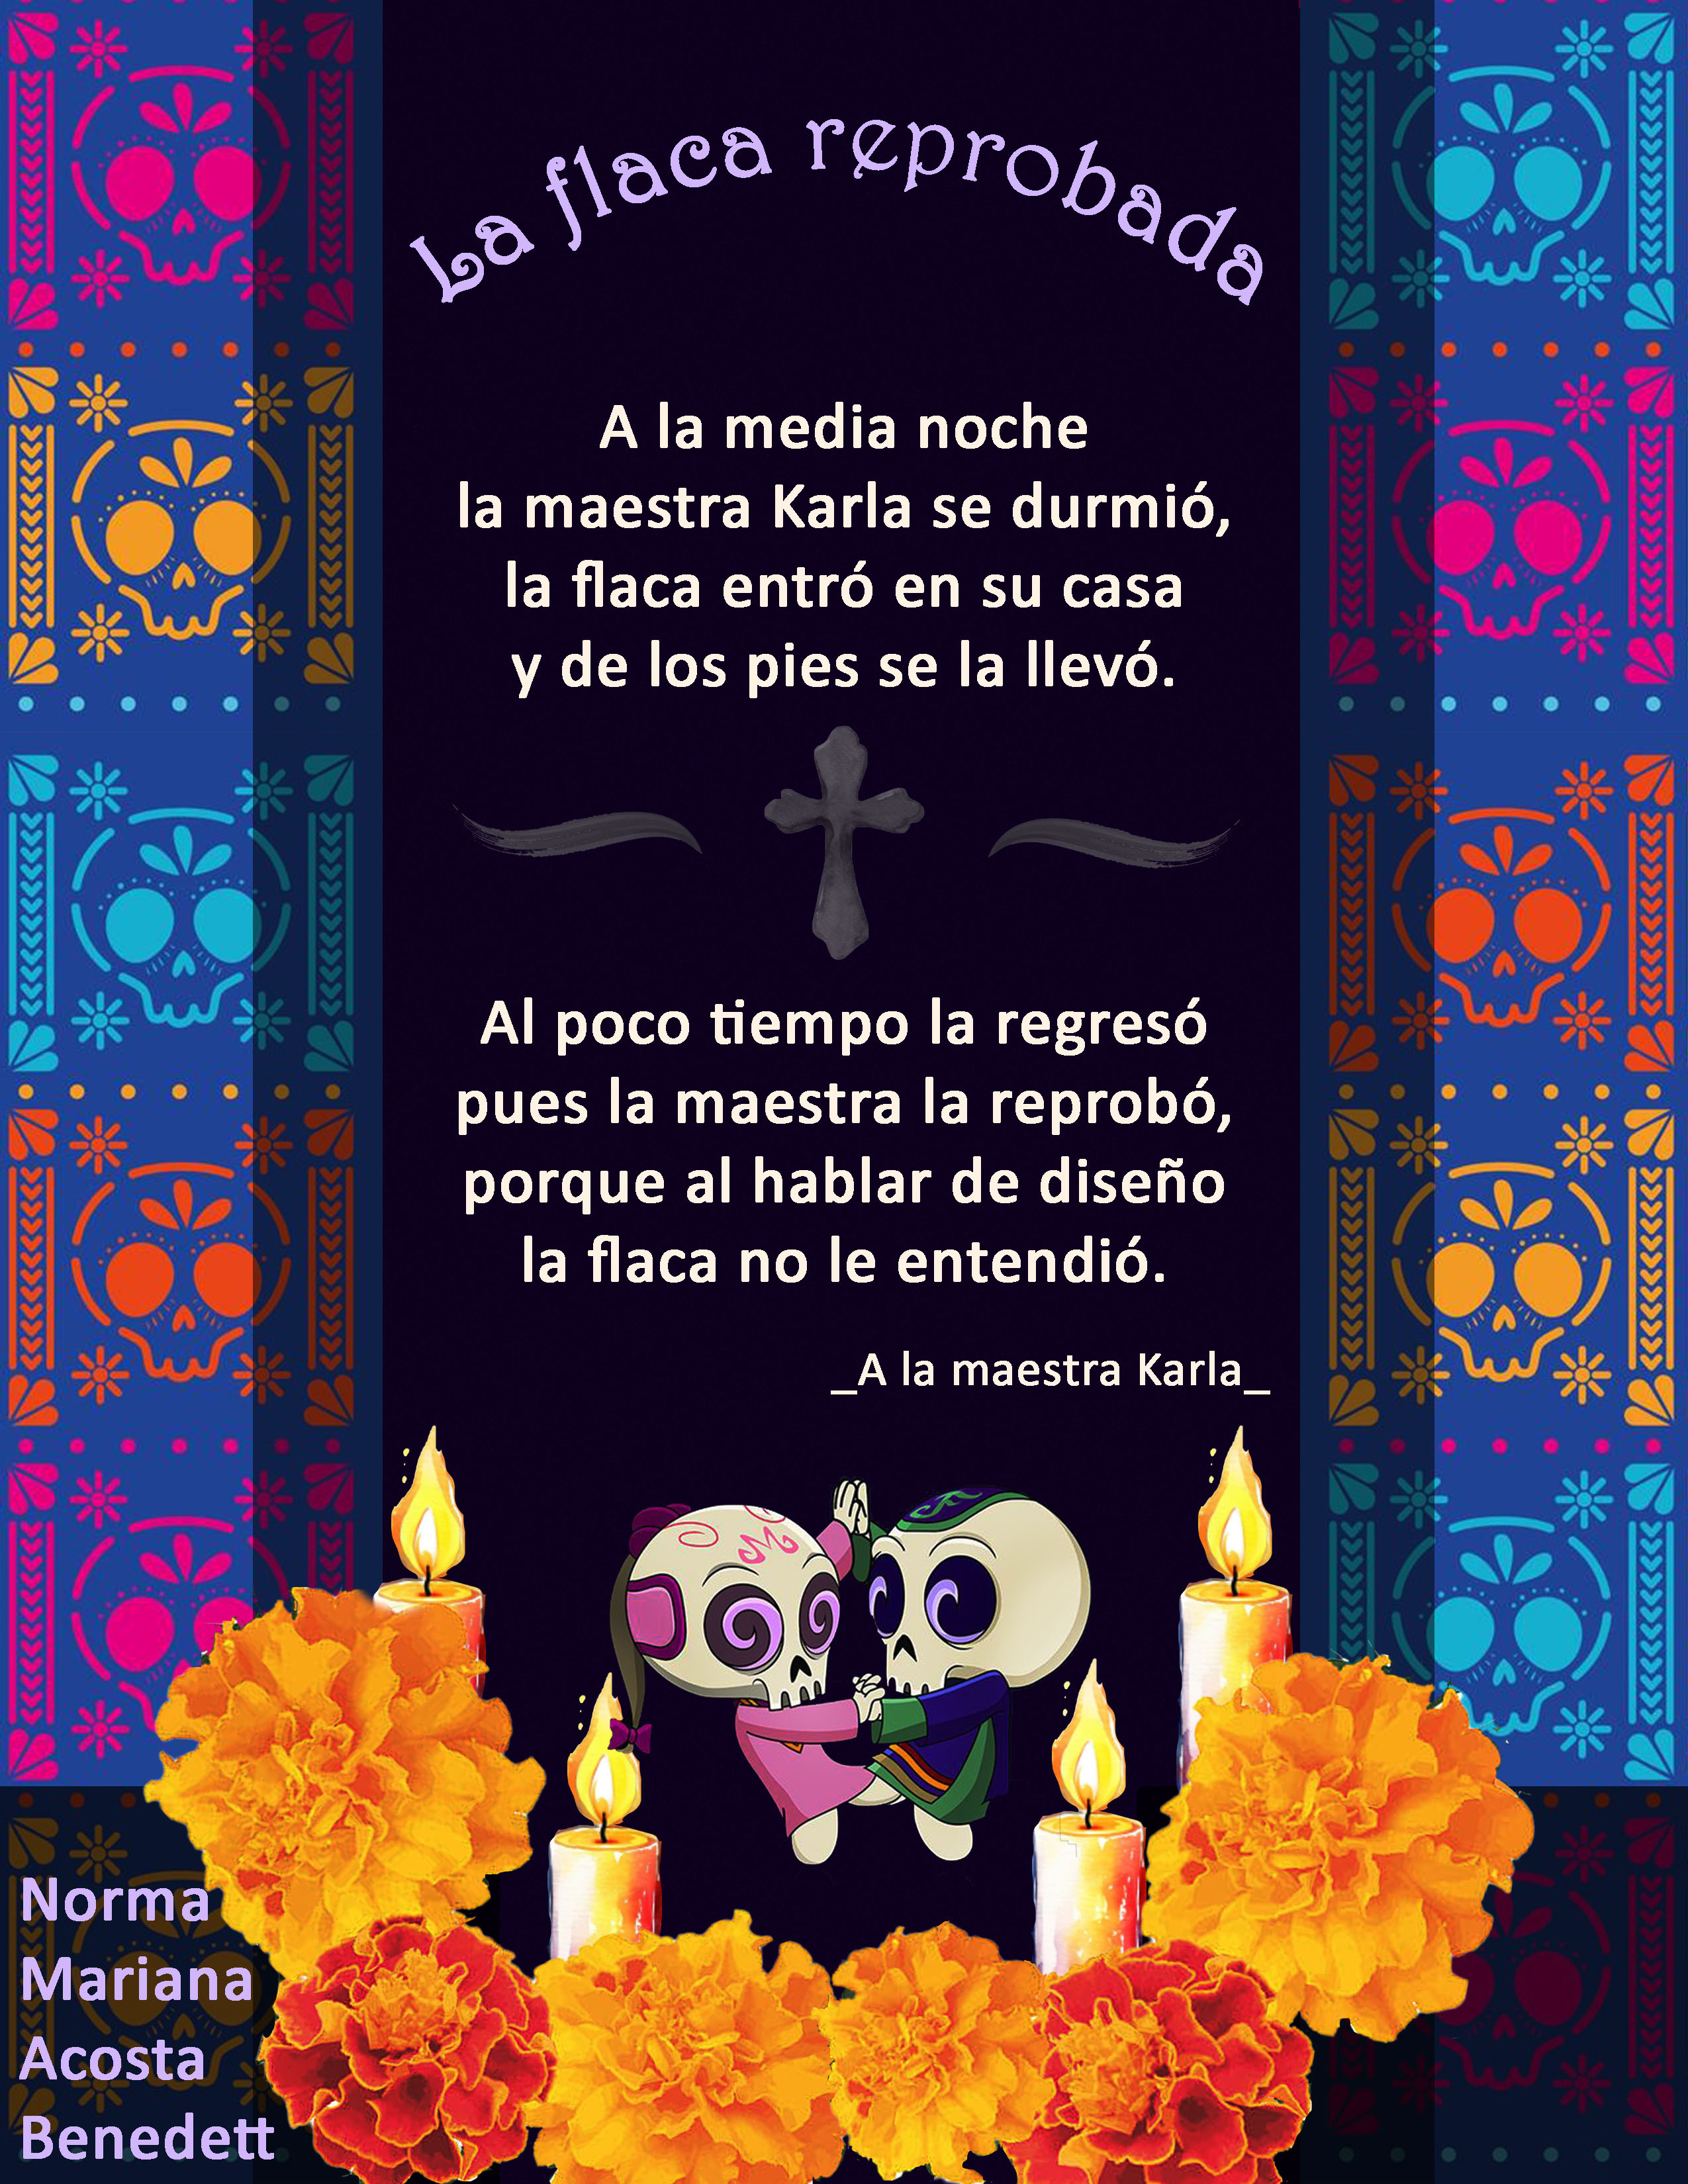 La flaca reprobada
A la media noche
la maestra Karla se durmió,
la flaca entró en su casa
y de los pies se la llevó.
Al poco tiempo la regresó
pues la maestra la reprobó,
porque al hablar de diseño
la flaca no le entendió.
_A la maestra Karla_
M
Norma
Mariana
Acosta
Benedett